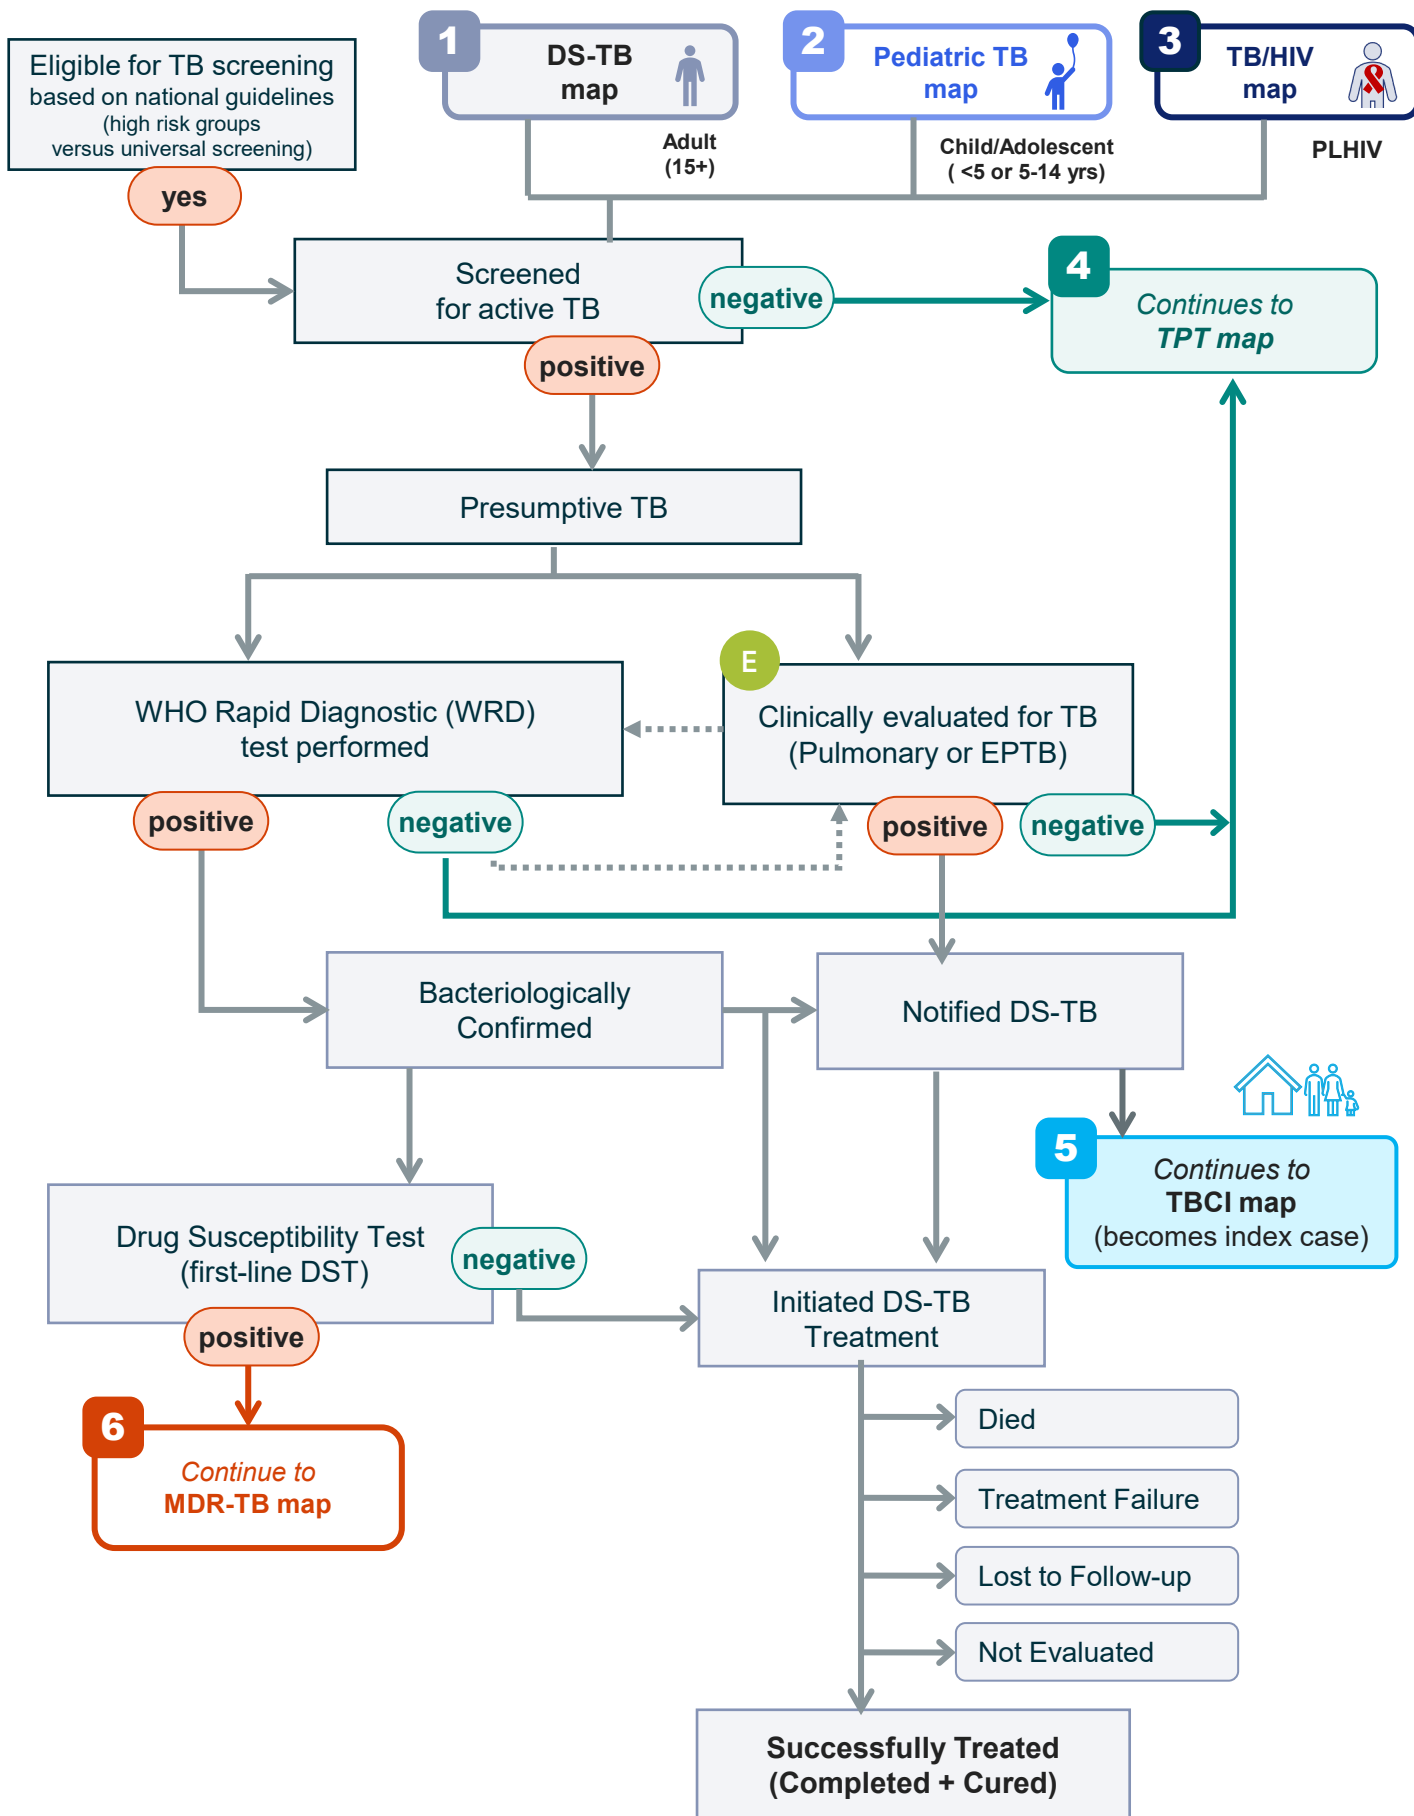 Eligible for TB screening
based on national guidelines
(high risk groups
versus universal screening)
yes
1
DS-TB
map
Adult
(15+)
2
Pediatric TB
map
Child/Adolescent
( <5 or 5-14 yrs)
3
TB/HIV
map
PLHIV
Screened
for active TB
negative
positive
4
Continues to
TPT map
Presumptive TB
WHO Rapid Diagnostic (WRD)
test performed
positive
negative
E
Clinically evaluated for TB
(Pulmonary or EPTB)
positive
negative
Bacteriologically
Confirmed
Notified DS-TB
5
Continues to
TBCI map
(becomes index case)
Drug Susceptibility Test
(first-line DST)
negative
positive
Initiated DS-TB
Treatment
6
Continue to
MDR-TB map
Died
Treatment Failure
Lost to Follow-up
Not Evaluated
Successfully Treated
(Completed + Cured)